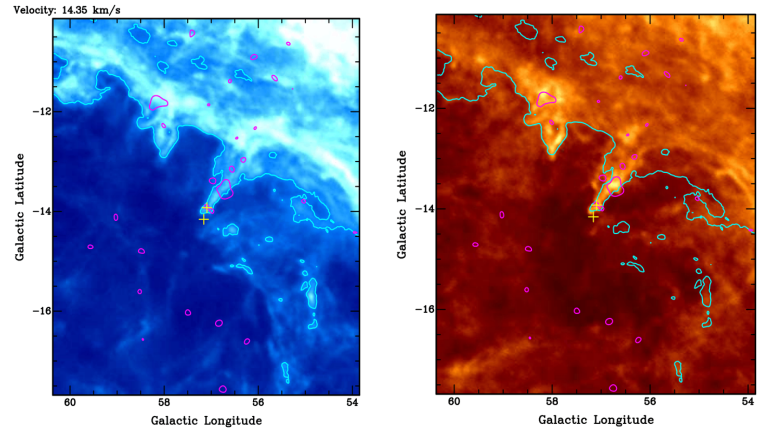 Velocity: 14.35 km/s
−12
−14
−16
60
58
56
54
Galactic Latitude
Galactic Longitude
−12
−14
−16
60
58
56
54
Galactic Latitude
Galactic Longitude